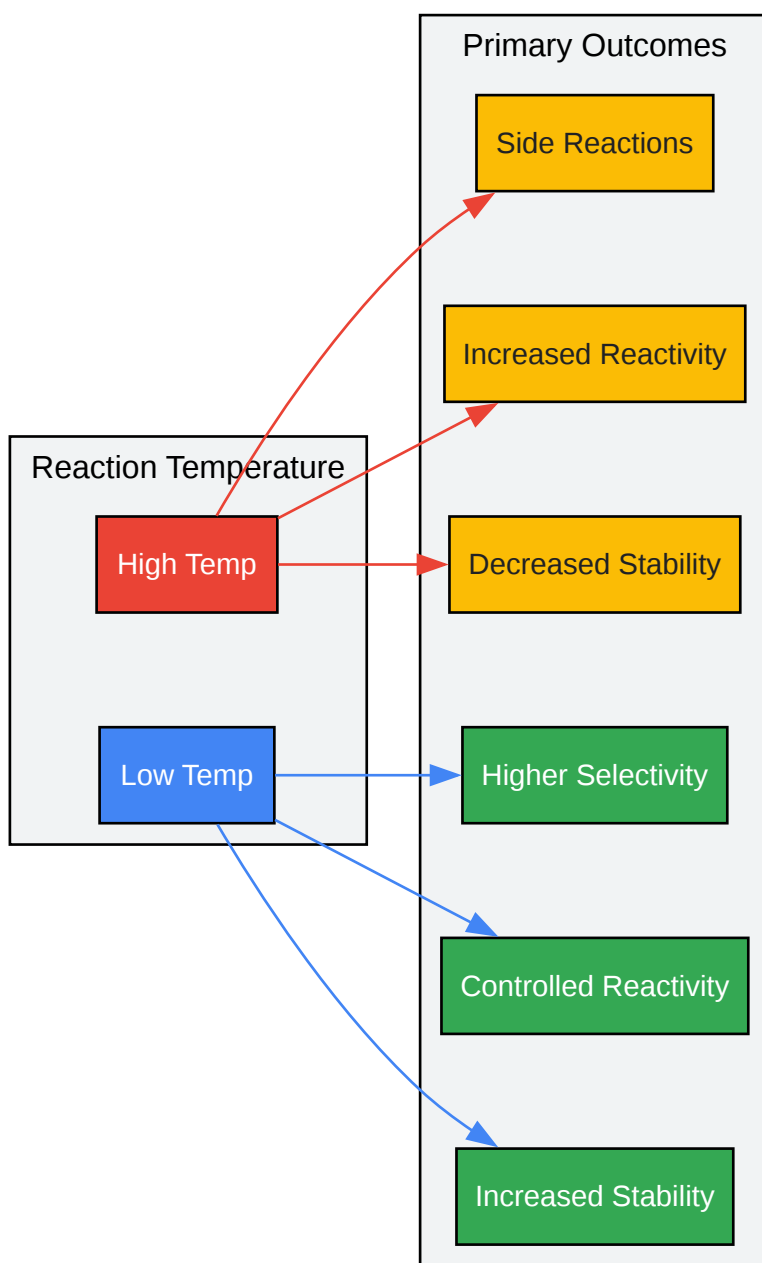 Primary Outcomes
Side Reactions
Increased Reactivity
Reaction Temperature
High Temp
Decreased Stability
Low Temp
Higher Selectivity
Controlled Reactivity
Increased Stability